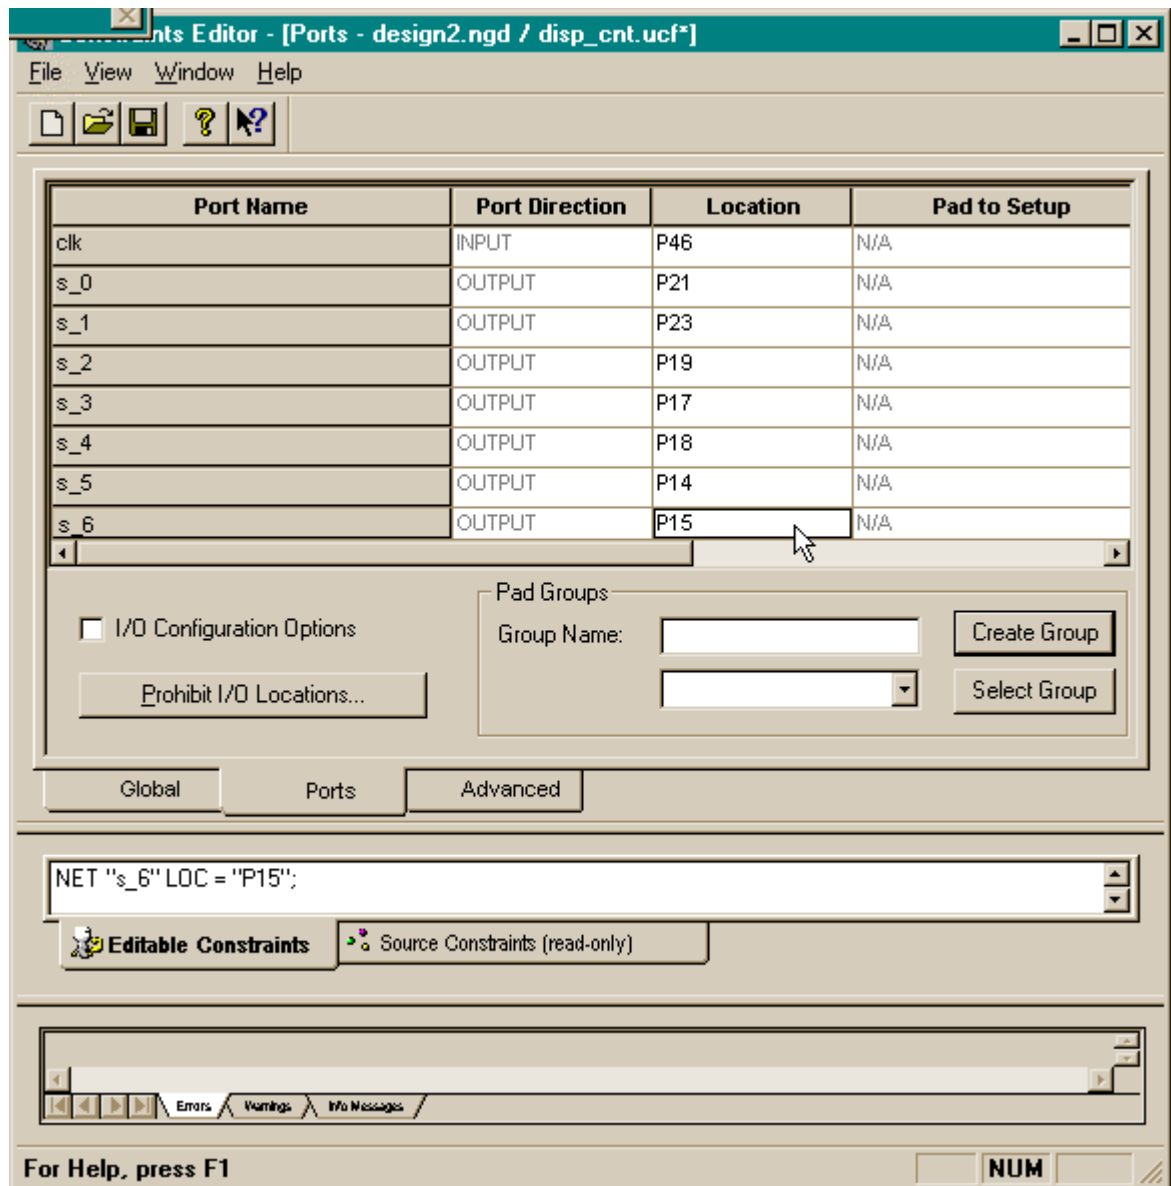 nts Editor - [Ports - design2.ngd / disp_cnt.ucf*]
File View Window Help
Port Name Port Direction Location Pad to Setup
clk INPUT P46 N/A
s_0 OUTPUT P21 N/A
s_1 OUTPUT P23 N/A
s_2 OUTPUT P19 N/A
s_3 OUTPUT P17 N/A
s_4 OUTPUT P18 N/A
s_5 OUTPUT P14 N/A
s_6 OUTPUT P15 N/A
Pad Groups
I/O Configuration Options Group Name: Create Group
Prohibit I/O Locations... Select Group
Global Ports Advanced
NET "s_6" LOC = "P15";
Editable Constraints Source Constraints (read-only)
Errors Warnings Info Messages
For Help, press F1 NUM